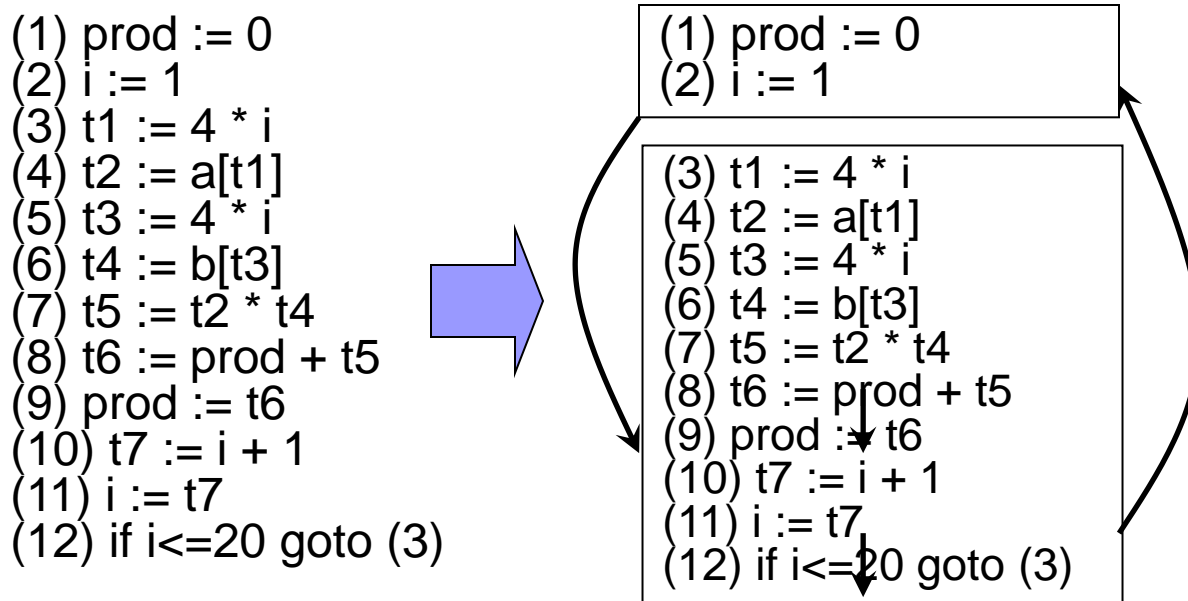 (1) prod := 0
(2) i := 1
(3) t1 := 4 * i
(4) t2 := a[t1]
(5) t3 := 4 * i
(6) t4 := b[t3]
(7) t5 := t2 * t4
(8) t6 := prod + t5
(9) prod := t6
(10) t7 := i + 1
(11) i := t7
(12) if i<=20 goto (3)
(1) prod := 0
(2) i := 1
(3) t1 := 4 * i
(4) t2 := a[t1]
(5) t3 := 4 * i
(6) t4 := b[t3]
(7) t5 := t2 * t4
(8) t6 := prod + t5
(9) prod := t6
(10) t7 := i + 1
(11) i := t7
(12) if i<=20 goto (3)